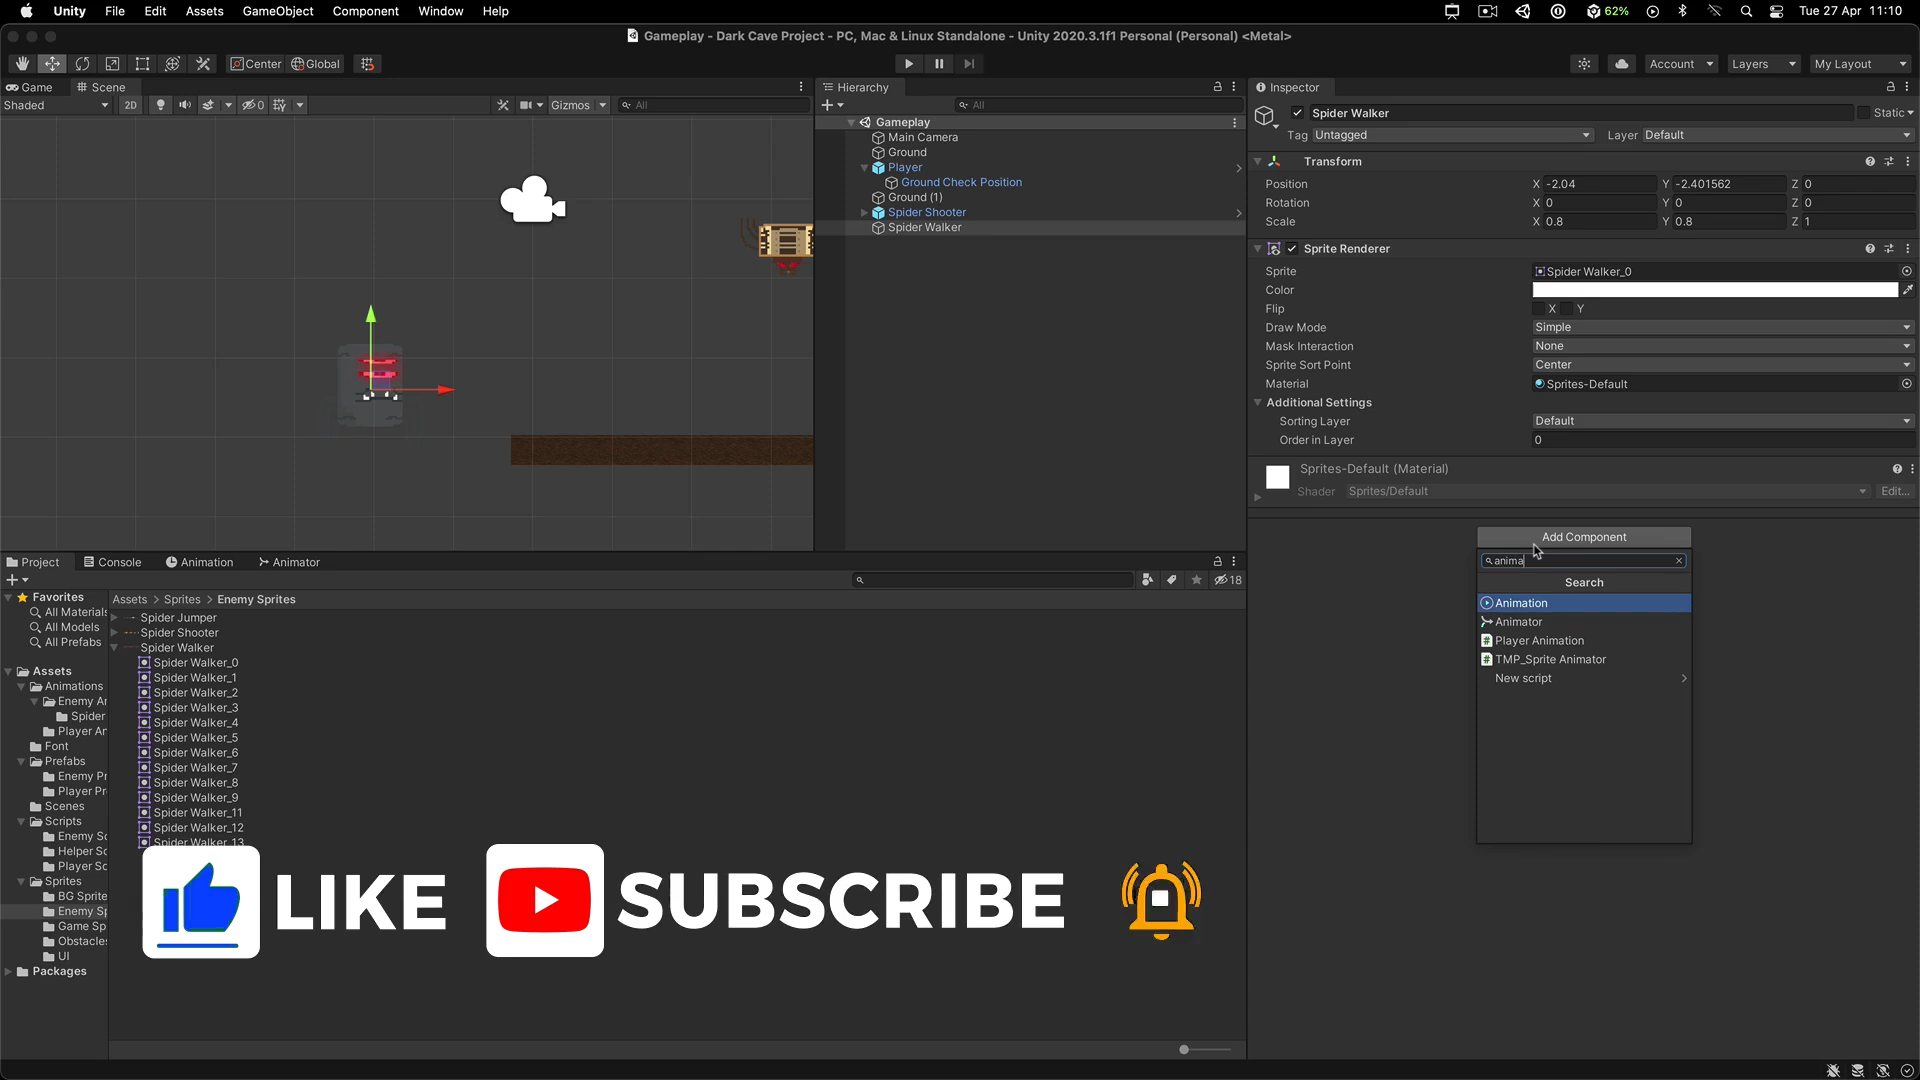 Unity File Edit Assets GameObject Component Window Help 62% Tue 27 Apr 11:10
Gameplay - Dark Cave Project - PC, Mac & Linux Standalone - Unity 2020.3.1f1 Personal (Personal) <Metal>
Center Global Account Layers My Layout
Game Scene
Shaded 2D 0 Gizmos All
Hierarchy
All
Gameplay
Main Camera
Ground
Player
Ground Check Position
Ground (1)
Spider Shooter
Spider Walker
Inspector
Spider Walker Static
Tag Untagged Layer Default
Transform
Position X -2.04 Y -2.401562 Z 0
Rotation X 0 Y 0 Z 0
Scale X 0.8 Y 0.8 Z 1
Sprite Renderer
Sprite Spider Walker_0
Color
Flip X Y
Draw Mode Simple
Mask Interaction None
Sprite Sort Point Center
Material Sprites-Default
Additional Settings
Sorting Layer Default
Order in Layer 0
Sprites-Default (Material)
Shader Sprites/Default Edit...
Add Component
anima
Search
Animation
Animator
Player Animation
TMP_Sprite Animator
New script
Project Console Animation Animator
18
Favorites
All Materials
All Models
All Prefabs
Assets
Animations
Enemy An
Spider
Player An
Font
Prefabs
Enemy Pr
Player Pr
Scenes
Scripts
Enemy Sc
Helper Sc
Player Sc
Sprites
BG Sprite
Enemy Sp
Game Sp
Obstacles
UI
Packages
Assets > Sprites > Enemy Sprites
Spider Jumper
Spider Shooter
Spider Walker
Spider Walker_0
Spider Walker_1
Spider Walker_2
Spider Walker_3
Spider Walker_4
Spider Walker_5
Spider Walker_6
Spider Walker_7
Spider Walker_8
Spider Walker_9
Spider Walker_11
Spider Walker_12
Spider Walker_13
LIKE SUBSCRIBE